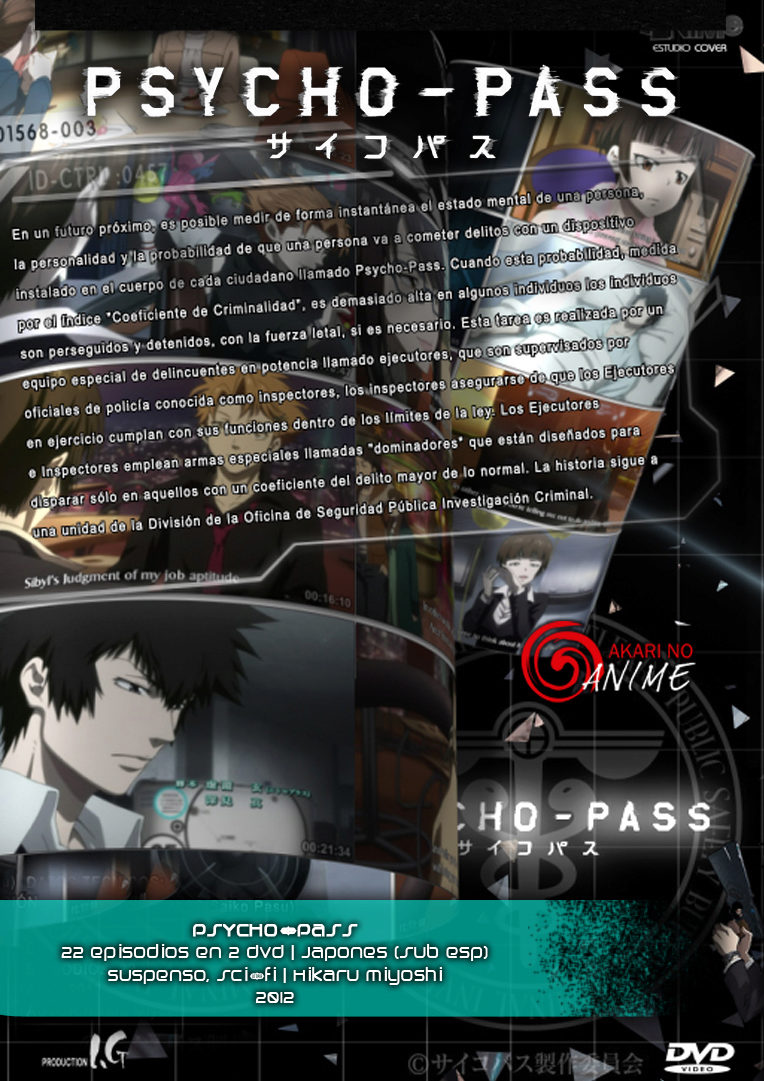 ESTUDIO COVER
PSYCHO-PASS
サイコパス
01568-003
ID-CTRL:0467
En un futuro próximo, es posible medir de forma instantánea el estado mental de una persona,
la personalidad y la probabilidad de que una persona va a cometer delitos con un dispositivo
instalado en el cuerpo de cada ciudadano llamado Psycho-Pass. Cuando esta probabilidad, medida
por el índice "Coeficiente de Criminalidad", es demasiado alta en algunos individuos los individuos
son perseguidos y detenidos, con la fuerza letal, si es necesario. Esta tarea es realizada por un
equipo especial de delincuentes en potencia llamado ejecutores, que son supervisados por
oficiales de policía conocida como inspectores, los inspectores asegurarse de que los Ejecutores
en ejercicio cumplan con sus funciones dentro de los límites de la ley. Los Ejecutores
e Inspectores emplean armas especiales llamadas "dominadores" que están diseñados para
disparar sólo en aquellos con un coeficiente del delito mayor de lo normal. La historia sigue a
una unidad de la División de la Oficina de Seguridad Pública Investigación Criminal.
Sibyl's Judgment of my job aptitude
00:16:10
AKARI NO
ANIME
PUBLIC SAFETY BU
CHO-PASS
サイコパス
00:21:34
PSYCHO-PASS
22 episodios en 2 dvd | Japones (sub esp)
suspenso, sci-fi | Hikaru Miyoshi
2012
PRODUCTION I.G
©サイコパス製作委員会
DVD
VIDEO